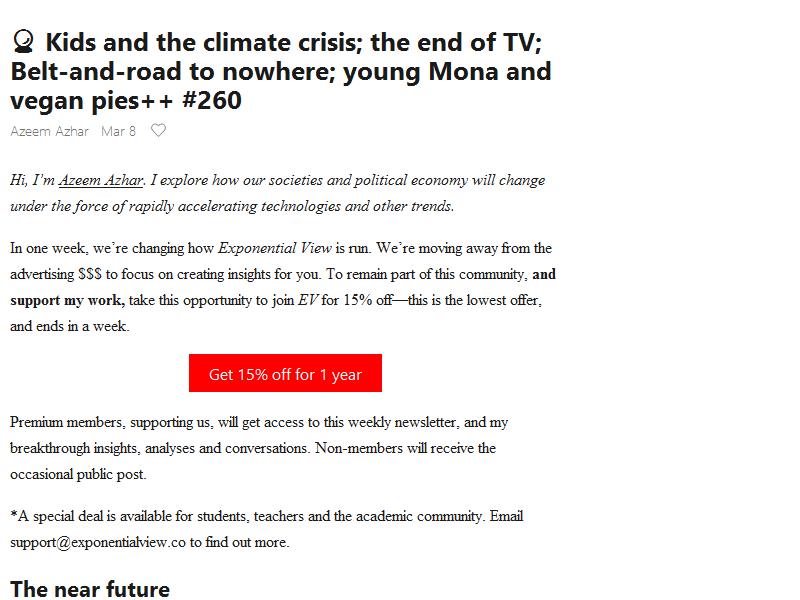 🔮 Kids and the climate crisis; the end of TV;
Belt-and-road to nowhere; young Mona and
vegan pies++ #260
Azeem Azhar Mar 8
Hi, I’m Azeem Azhar. I explore how our societies and political economy will change
under the force of rapidly accelerating technologies and other trends.
In one week, we’re changing how Exponential View is run. We’re moving away from the
advertising $$$ to focus on creating insights for you. To remain part of this community, and
support my work, take this opportunity to join EV for 15% off—this is the lowest offer,
and ends in a week.
Get 15% off for 1 year
Premium members, supporting us, will get access to this weekly newsletter, and my
breakthrough insights, analyses and conversations. Non-members will receive the
occasional public post.
*A special deal is available for students, teachers and the academic community. Email
support@exponentialview.co to find out more.
The near future